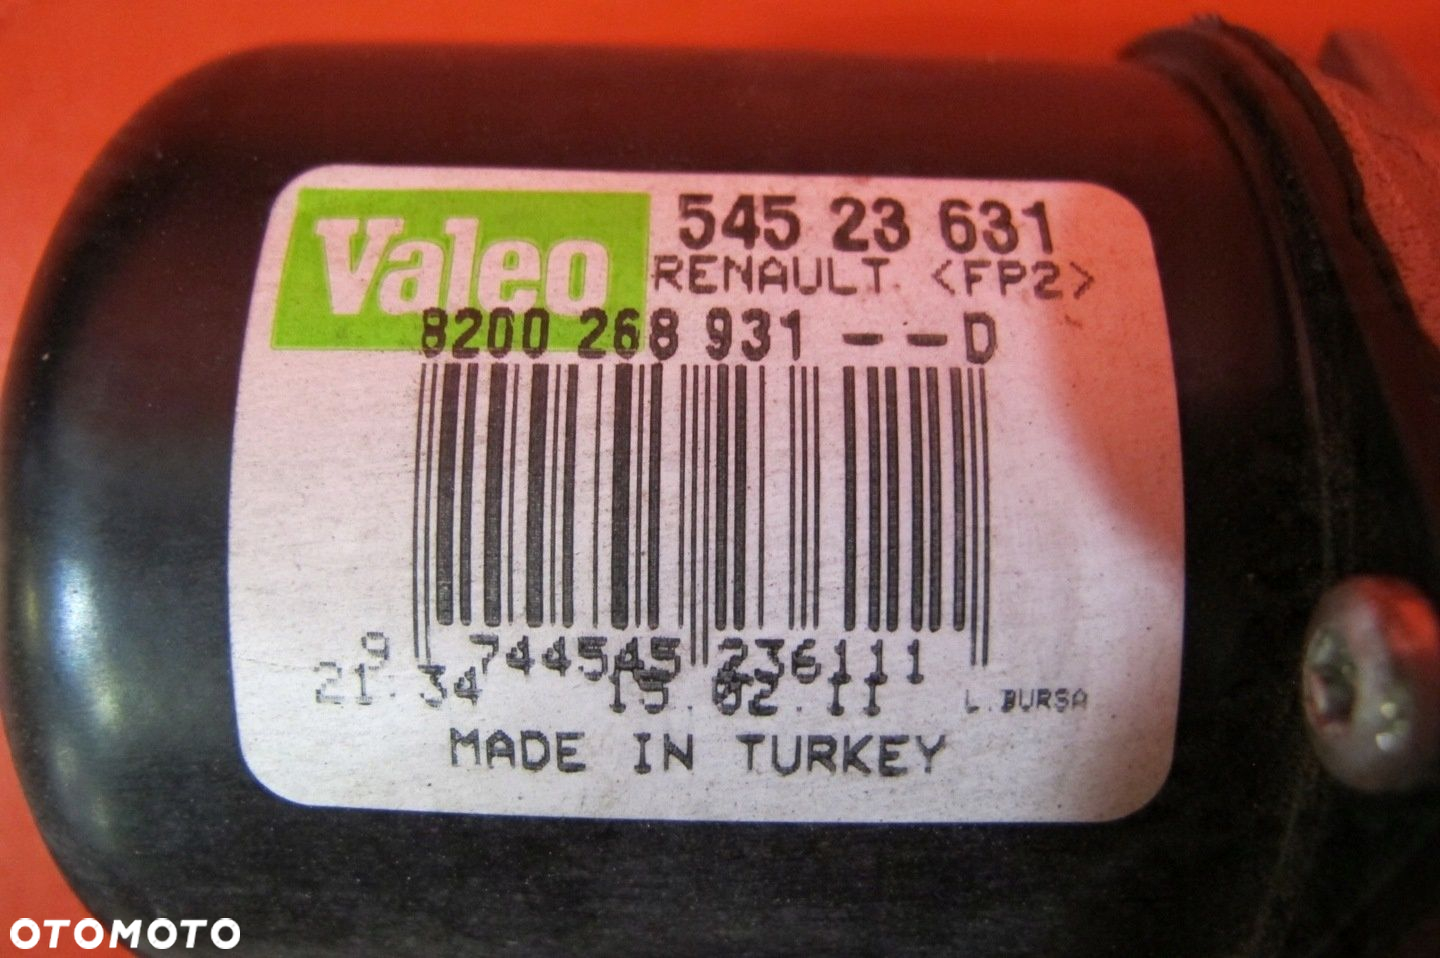 Valeo
545 23 631
RENAULT <FP2>
8200 268 931 --D
9 744545 236111
21:34 15.02.11 L.BURSA
MADE IN TURKEY
OTOMOTO